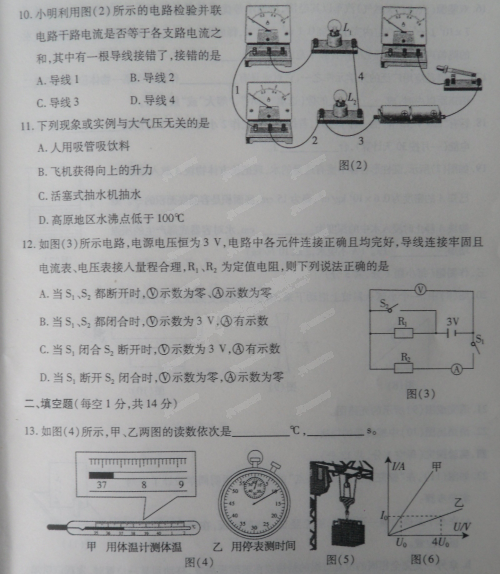 10. 小明利用图(2)所示的电路检验并联
电路干路电流是否等于各支路电流之
和,其中有一根导线接错了,接错的是
A. 导线1 B. 导线2
C. 导线3 D. 导线4
L₁
L₂
1
2
3
4
图(2)
11. 下列现象或实例与大气压无关的是
A. 人用吸管吸饮料
B. 飞机获得向上的升力
C. 活塞式抽水机抽水
D. 高原地区水沸点低于100℃
12. 如图(3)所示电路,电源电压恒为3 V,电路中各元件连接正确且均完好,导线连接牢固且
电流表、电压表接入量程合理,R₁、R₂为定值电阻,则下列说法正确的是
A. 当S₁、S₂都断开时,Ⓥ示数为零、Ⓐ示数为零
B. 当S₁、S₂都闭合时,Ⓥ示数为3 V,Ⓐ有示数
C. 当S₁闭合S₂断开时,Ⓥ示数为3 V,Ⓐ有示数
D. 当S₁断开S₂闭合时,Ⓥ示数为零,Ⓐ示数为零
V
S₂
R₁
3V
S₁
R₂
A
图(3)
二、填空题(每空1分,共14分)
13. 如图(4)所示,甲、乙两图的读数依次是________℃,________s。
37 8 9
甲 用体温计测体温
乙 用停表测时间
图(4)
图(5)
I/A
甲
乙
I₀
U/V
U₀ 4U₀
图(6)